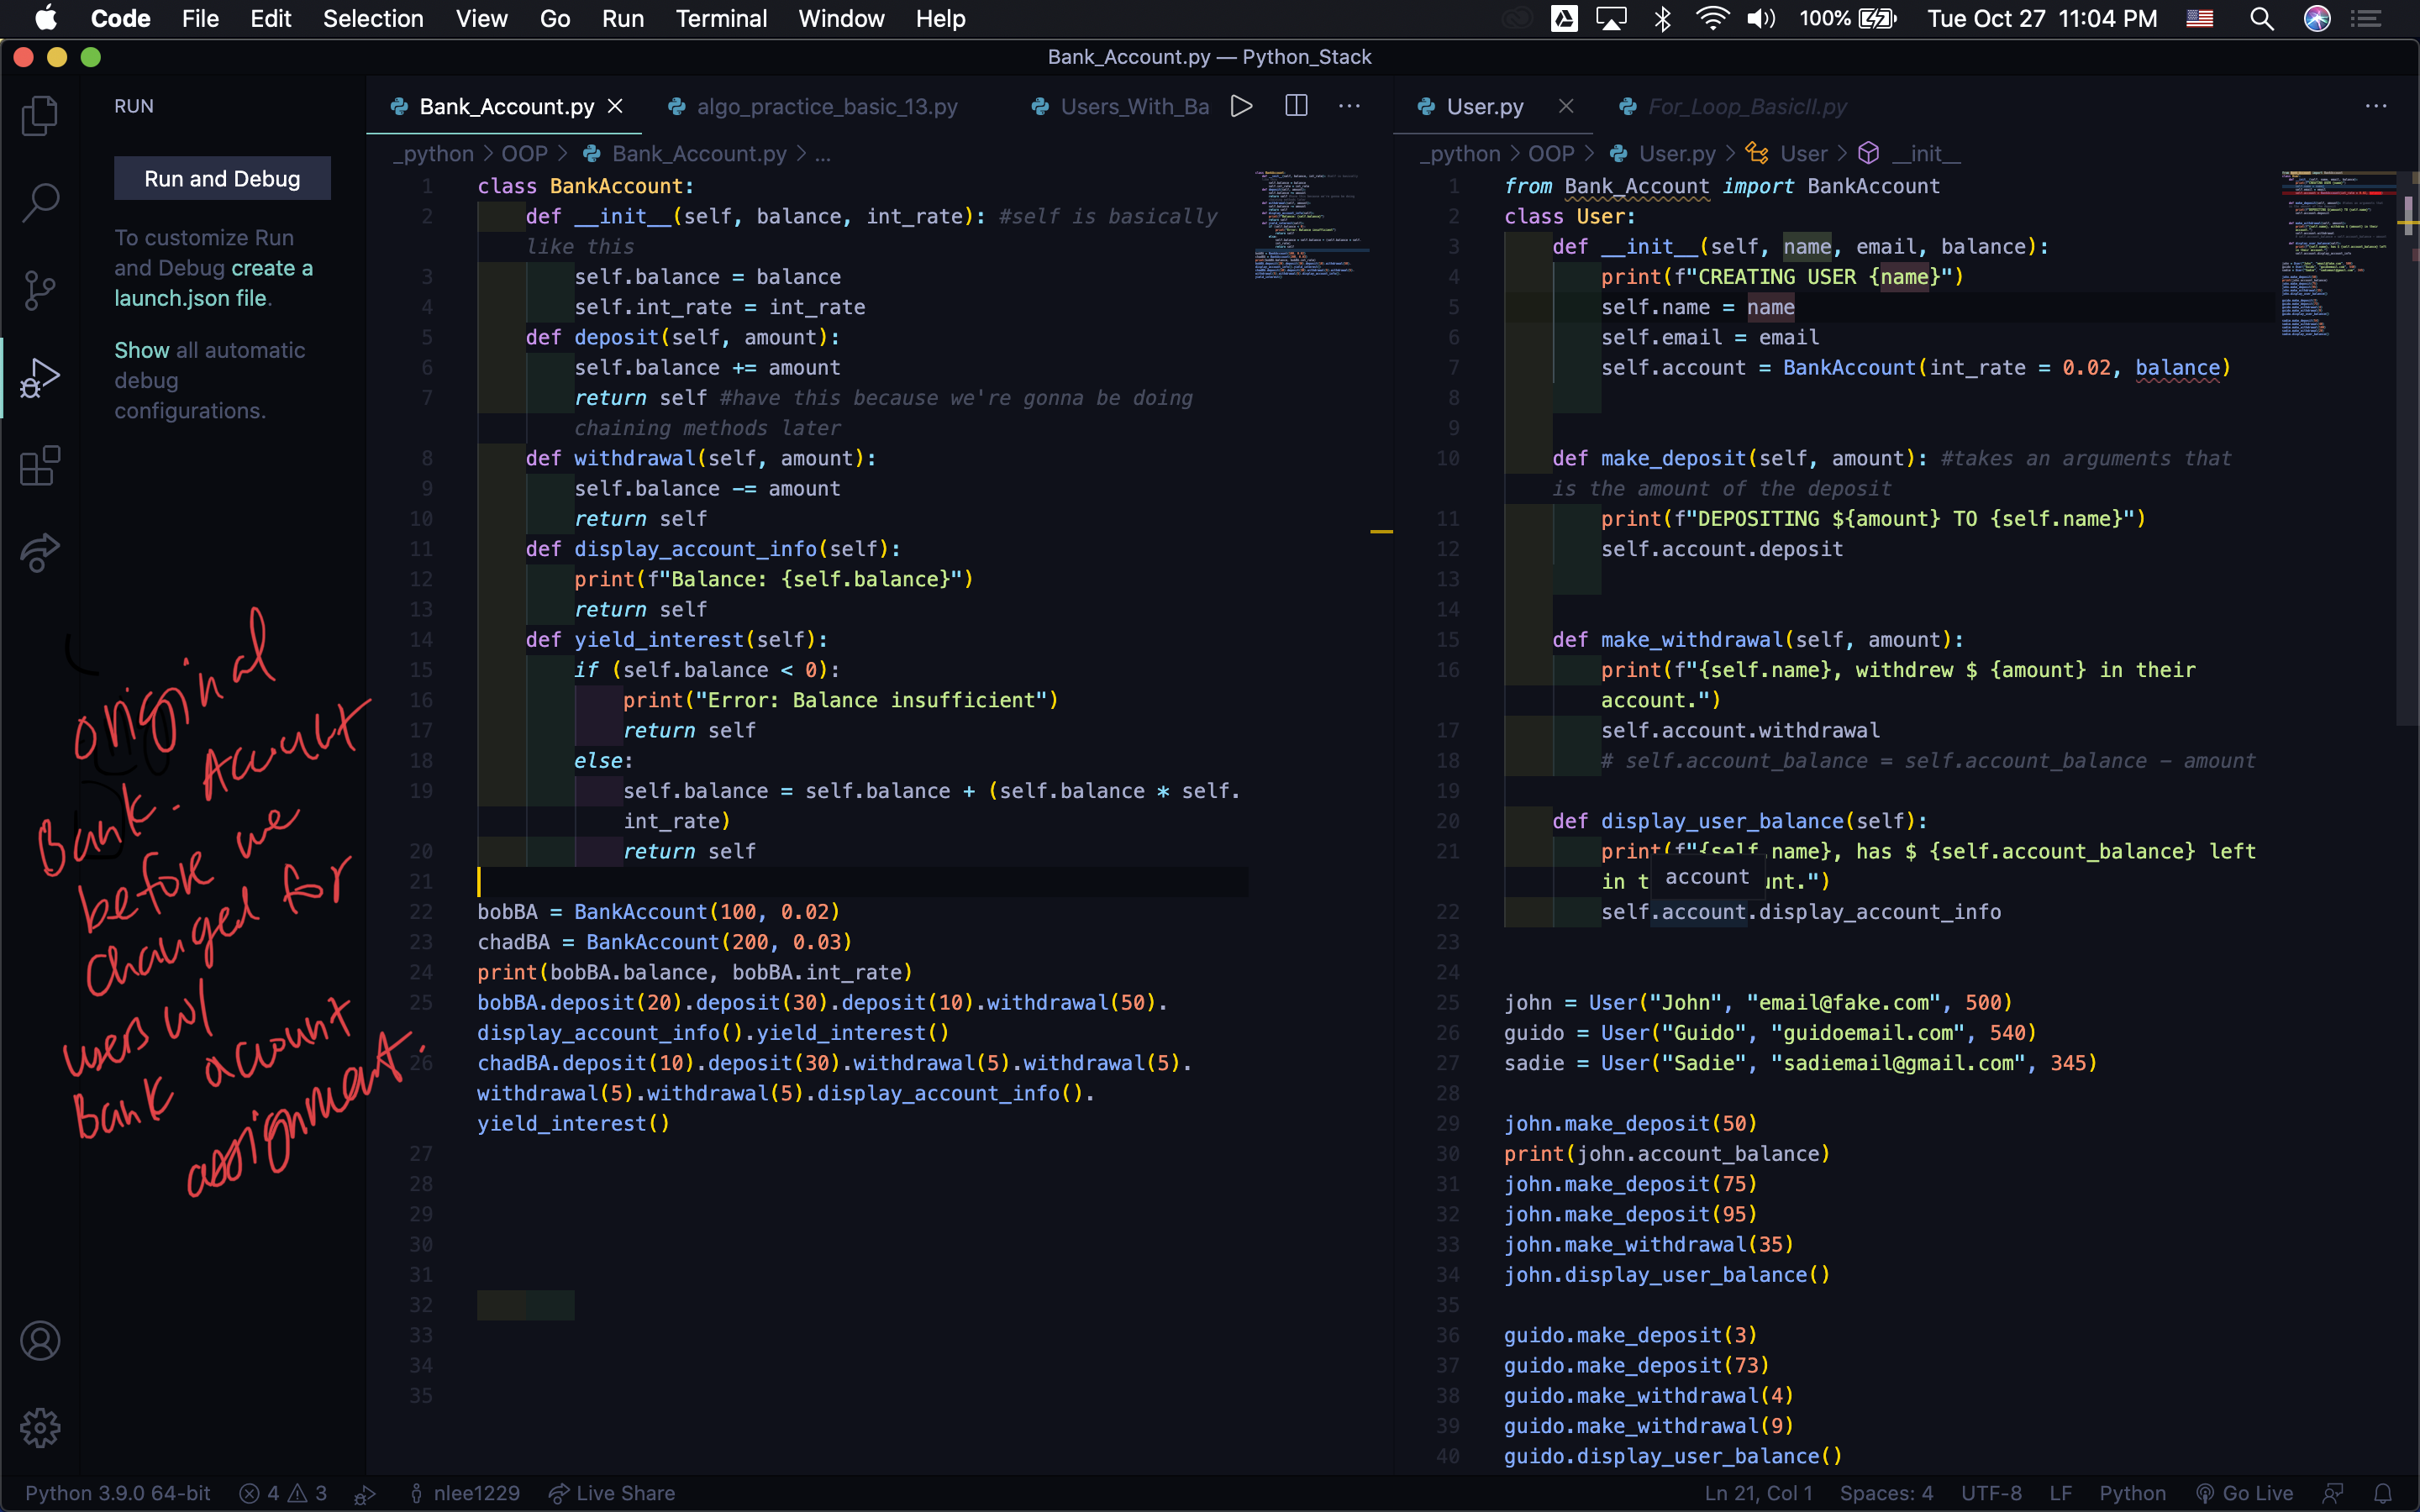 Code File Edit Selection View Go Run Terminal Window Help 100% Tue Oct 27 11:04 PM
Bank_Account.py — Python_Stack
RUN
Run and Debug
To customize Run
and Debug create a
launch.json file.
Show all automatic
debug
configurations.
original
Bank. Account
before we
changed for
users w/
Bank account
assignment.
Bank_Account.py algo_practice_basic_13.py Users_With_Ba
_python > OOP > Bank_Account.py > ...
1 class BankAccount:
2 def __init__(self, balance, int_rate): #self is basically
like this
3 self.balance = balance
4 self.int_rate = int_rate
5 def deposit(self, amount):
6 self.balance += amount
7 return self #have this because we're gonna be doing
chaining methods later
8 def withdrawal(self, amount):
9 self.balance -= amount
10 return self
11 def display_account_info(self):
12 print(f"Balance: {self.balance}")
13 return self
14 def yield_interest(self):
15 if (self.balance < 0):
16 print("Error: Balance insufficient")
17 return self
18 else:
19 self.balance = self.balance + (self.balance * self.
int_rate)
20 return self
21
22 bobBA = BankAccount(100, 0.02)
23 chadBA = BankAccount(200, 0.03)
24 print(bobBA.balance, bobBA.int_rate)
25 bobBA.deposit(20).deposit(30).deposit(10).withdrawal(50).
display_account_info().yield_interest()
26 chadBA.deposit(10).deposit(30).withdrawal(5).withdrawal(5).
withdrawal(5).withdrawal(5).display_account_info().
yield_interest()
27
28
29
30
31
32
33
34
35
User.py For_Loop_BasicII.py
_python > OOP > User.py > User > __init__
1 from Bank_Account import BankAccount
2 class User:
3 def __init__(self, name, email, balance):
4 print(f"CREATING USER {name}")
5 self.name = name
6 self.email = email
7 self.account = BankAccount(int_rate = 0.02, balance)
8
9
10 def make_deposit(self, amount): #takes an arguments that
is the amount of the deposit
11 print(f"DEPOSITING ${amount} TO {self.name}")
12 self.account.deposit
13
14
15 def make_withdrawal(self, amount):
16 print(f"{self.name}, withdrew $ {amount} in their
account.")
17 self.account.withdrawal
18 # self.account_balance = self.account_balance - amount
19
20 def display_user_balance(self):
21 print(f"{self.name}, has $ {self.account_balance} left
in t account unt.")
22 self.account.display_account_info
23
24
25 john = User("John", "email@fake.com", 500)
26 guido = User("Guido", "guidoemail.com", 540)
27 sadie = User("Sadie", "sadiemail@gmail.com", 345)
28
29 john.make_deposit(50)
30 print(john.account_balance)
31 john.make_deposit(75)
32 john.make_deposit(95)
33 john.make_withdrawal(35)
34 john.display_user_balance()
35
36 guido.make_deposit(3)
37 guido.make_deposit(73)
38 guido.make_withdrawal(4)
39 guido.make_withdrawal(9)
40 guido.display_user_balance()
Python 3.9.0 64-bit 4 3 nlee1229 Live Share Ln 21, Col 1 Spaces: 4 UTF-8 LF Python Go Live